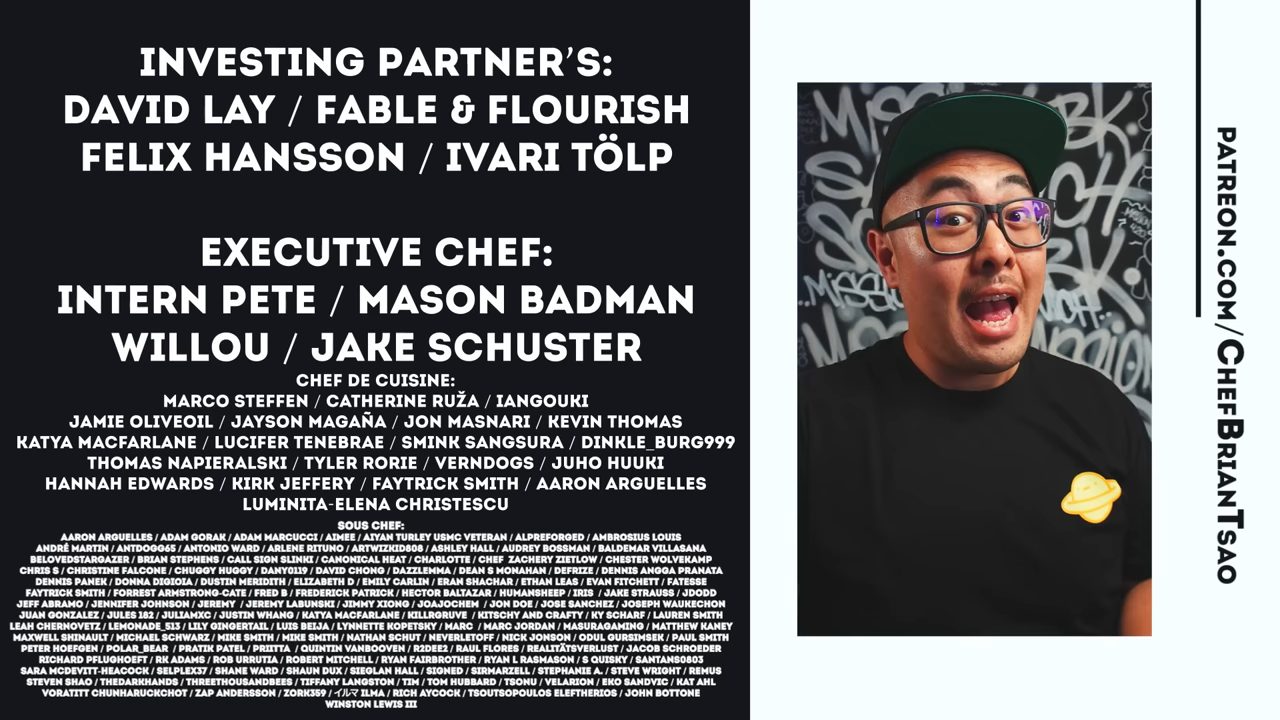 INVESTING PARTNER'S:
DAVID LAY / FABLE & FLOURISH
FELIX HANSSON / IVARI TÖLP
EXECUTIVE CHEF:
INTERN PETE / MASON BADMAN
WILLOU / JAKE SCHUSTER
CHEF DE CUISINE:
MARCO STEFFEN / CATHERINE RUŽA / IANGOUKI
JAMIE OLIVEOIL / JAYSON MAGAÑA / JON MASNARI / KEVIN THOMAS
KATYA MACFARLANE / LUCIFER TENEBRAE / SMINK SANGSURA / DINKLE_BURG999
THOMAS NAPIERALSKI / TYLER RORIE / VERNDOGS / JUHO HUUKI
HANNAH EDWARDS / KIRK JEFFERY / FAYTRICK SMITH / AARON ARGUELLES
LUMINITA-ELENA CHRISTESCU
SOUS CHEF:
AARON ARGUELLES / ADAM GORAK / ADAM MARCUCCI / AIMEE / AIYAN TURLEY USMC VETERAN / ALPREFORGED / AMBROSIUS LOUIS
ANDRÉ MARTIN / ANTDOGG65 / ANTONIO WARD / ARLENE RITUNO / ARTWIZKID808 / ASHLEY HALL / AUDREY BOSSMAN / BALDEMAR VILLASANA
BELOVEDSTARGAZER / BRIAN STEPHENS / CALL SIGN SLINKI / CANONICAL HEAT / CHARLOTTE / CHEF ZACHERY ZIETLOW / CHESTER WOLVEKAMP
CHRIS S / CHRISTINE FALCONE / CHUGGY HUGGY / DANY0119 / DAVID CHONG / DAZZLEMMA / DEAN S MONAHAN / DEFRIZE / DENNIS ANGGA PRANATA
DENNIS PANEK / DONNA DIGIOIA / DUSTIN MERIDITH / ELIZABETH D / EMILY CARLIN / ERAN SHACHAR / ETHAN LEAS / EVAN FITCHETT / FATESSE
FAYTRICK SMITH / FORREST ARMSTRONG-CATE / FRED B / FREDERICK PATRICK / HECTOR BALTAZAR / HUMANSHEEP / IRIS / JAKE STRAUSS / JDODD
JEFF ABRAMO / JENNIFER JOHNSON / JEREMY / JEREMY LABUNSKI / JIMMY XIONG / JOAJOCHEM / JON DOE / JOSE SANCHEZ / JOSEPH WAUKECHON
JUAN GONZALEZ / JULES 182 / JULIAMXC / JUSTIN WHANG / KATYA MACFARLANE / KILLRGRUVE / KITSCHY AND CRAFTY / KY SCHARF / LAUREN SMITH
LEAH CHERNOVETZ / LEMONADE_513 / LILY GINGERTAIL / LUIS BEIJA / LYNNETTE KOPETSKY / MARC / MARC JORDAN / MASURAGAMING / MATTHEW KANEY
MAXWELL SHINAULT / MICHAEL SCHWARZ / MIKE SMITH / MIKE SMITH / NATHAN SCHUT / NEVERLETOFF / NICK JONSON / ODUL GURSIMSEK / PAUL SMITH
PETER HOEFGEN / POLAR_BEAR / PRATIK PATEL / PRIITTA / QUINTIN VANBOOVEN / R2DEE2 / RAUL FLORES / REALITÄTSVERLUST / JACOB SCHROEDER
RICHARD PFLUGHOEFT / RK ADAMS / ROB URRUTIA / ROBERT MITCHELL / RYAN FAIRBROTHER / RYAN L RASMASON / S QUISKY / SANTANS0803
SARA MCDEVITT-HEACOCK / SELPLEX37 / SHANE WARD / SHAUN DUX / SIEGLAN HALL / SIGNED / SIRMARZELL / STEPHANIE A. / STEVE WRIGHT / REMUS
STEVEN SHAO / THEDARKHANDS / THREETHOUSANDBEES / TIFFANY LANGSTON / TIM / TOM HUBBARD / TSONU / VELARION / EKO SANDVIC / KAT AHL
VORATITT CHUNHARUCKCHOT / ZAP ANDERSSON / ZORK359 / イルマ ILMA / RICH AYCOCK / TSOUTSOPOULOS ELEFTHERIOS / JOHN BOTTONE
WINSTON LEWIS III
PATREON.COM/CHEFBRIANTSAO